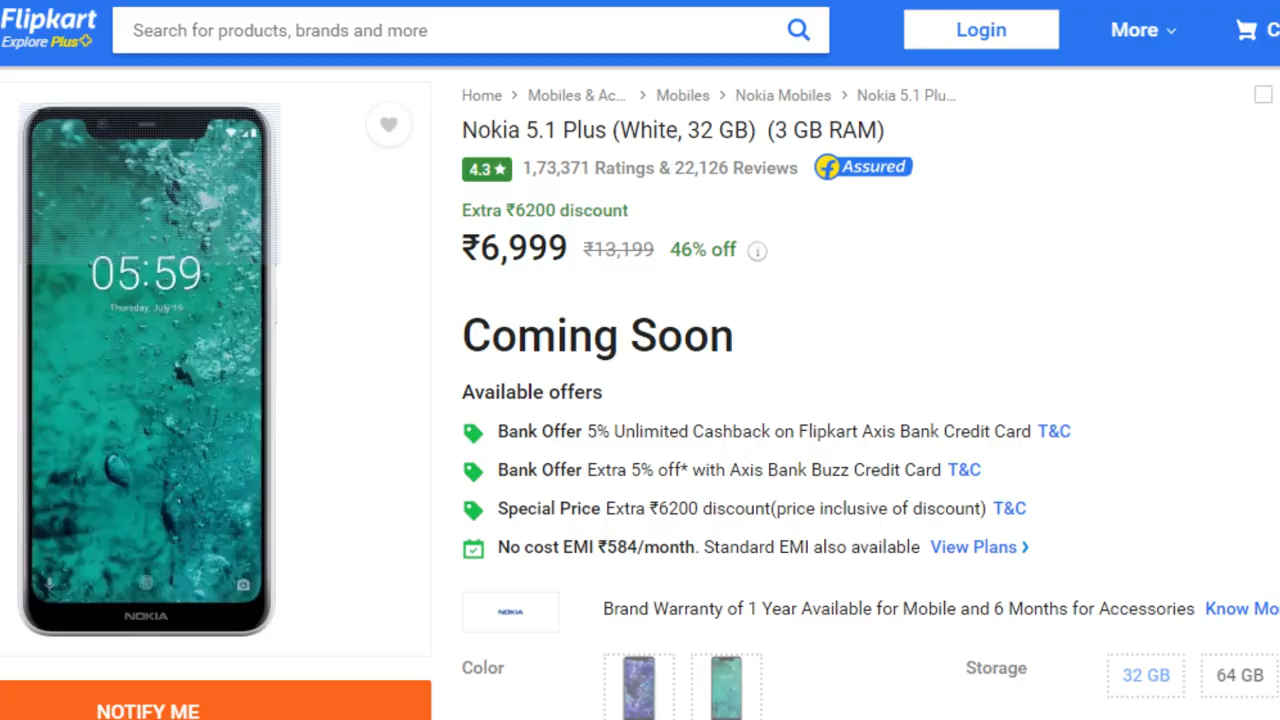 Flipkart
Explore Plus
Search for products, brands and more
Login
More
C
Home > Mobiles & Ac... > Mobiles > Nokia Mobiles > Nokia 5.1 Plu...
Nokia 5.1 Plus (White, 32 GB) (3 GB RAM)
4.3★ 1,73,371 Ratings & 22,126 Reviews Assured
Extra ₹6200 discount
₹6,999 ₹13,199 46% off
05:59
Thursday, July 19
NOKIA
Coming Soon
Available offers
Bank Offer 5% Unlimited Cashback on Flipkart Axis Bank Credit Card T&C
Bank Offer Extra 5% off* with Axis Bank Buzz Credit Card T&C
Special Price Extra ₹6200 discount(price inclusive of discount) T&C
No cost EMI ₹584/month. Standard EMI also available View Plans >
NOKIA Brand Warranty of 1 Year Available for Mobile and 6 Months for Accessories Know Mo
Color
Storage 32 GB 64 GB
NOTIFY ME